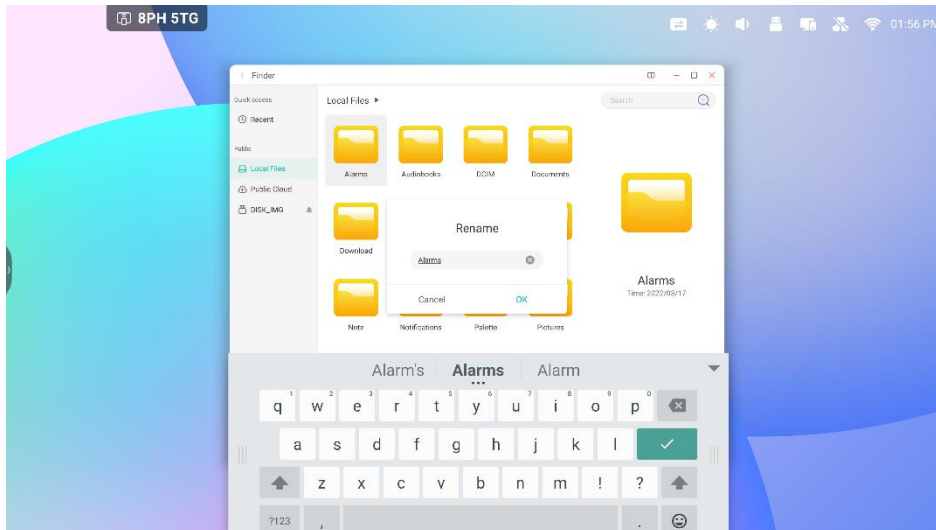 8PH 5TG
01:56 PM
Finder
Quick access
Local Files
Search
Recent
Public
Local Files
Public Cloud
DISK_IMG
Alarms
Audiobooks
DCIM
Documents
Download
Rename
Alarms
Cancel
OK
Note
Notifications
Palette
Pictures
Alarms
Time: 2022/03/17
Alarm's
Alarms
Alarm
q 1 w 2 e 3 r 4 t 5 y 6 u 7 i 8 o 9 p 0
a s d f g h j k l
z x c v b n m ! ?
?123 , .